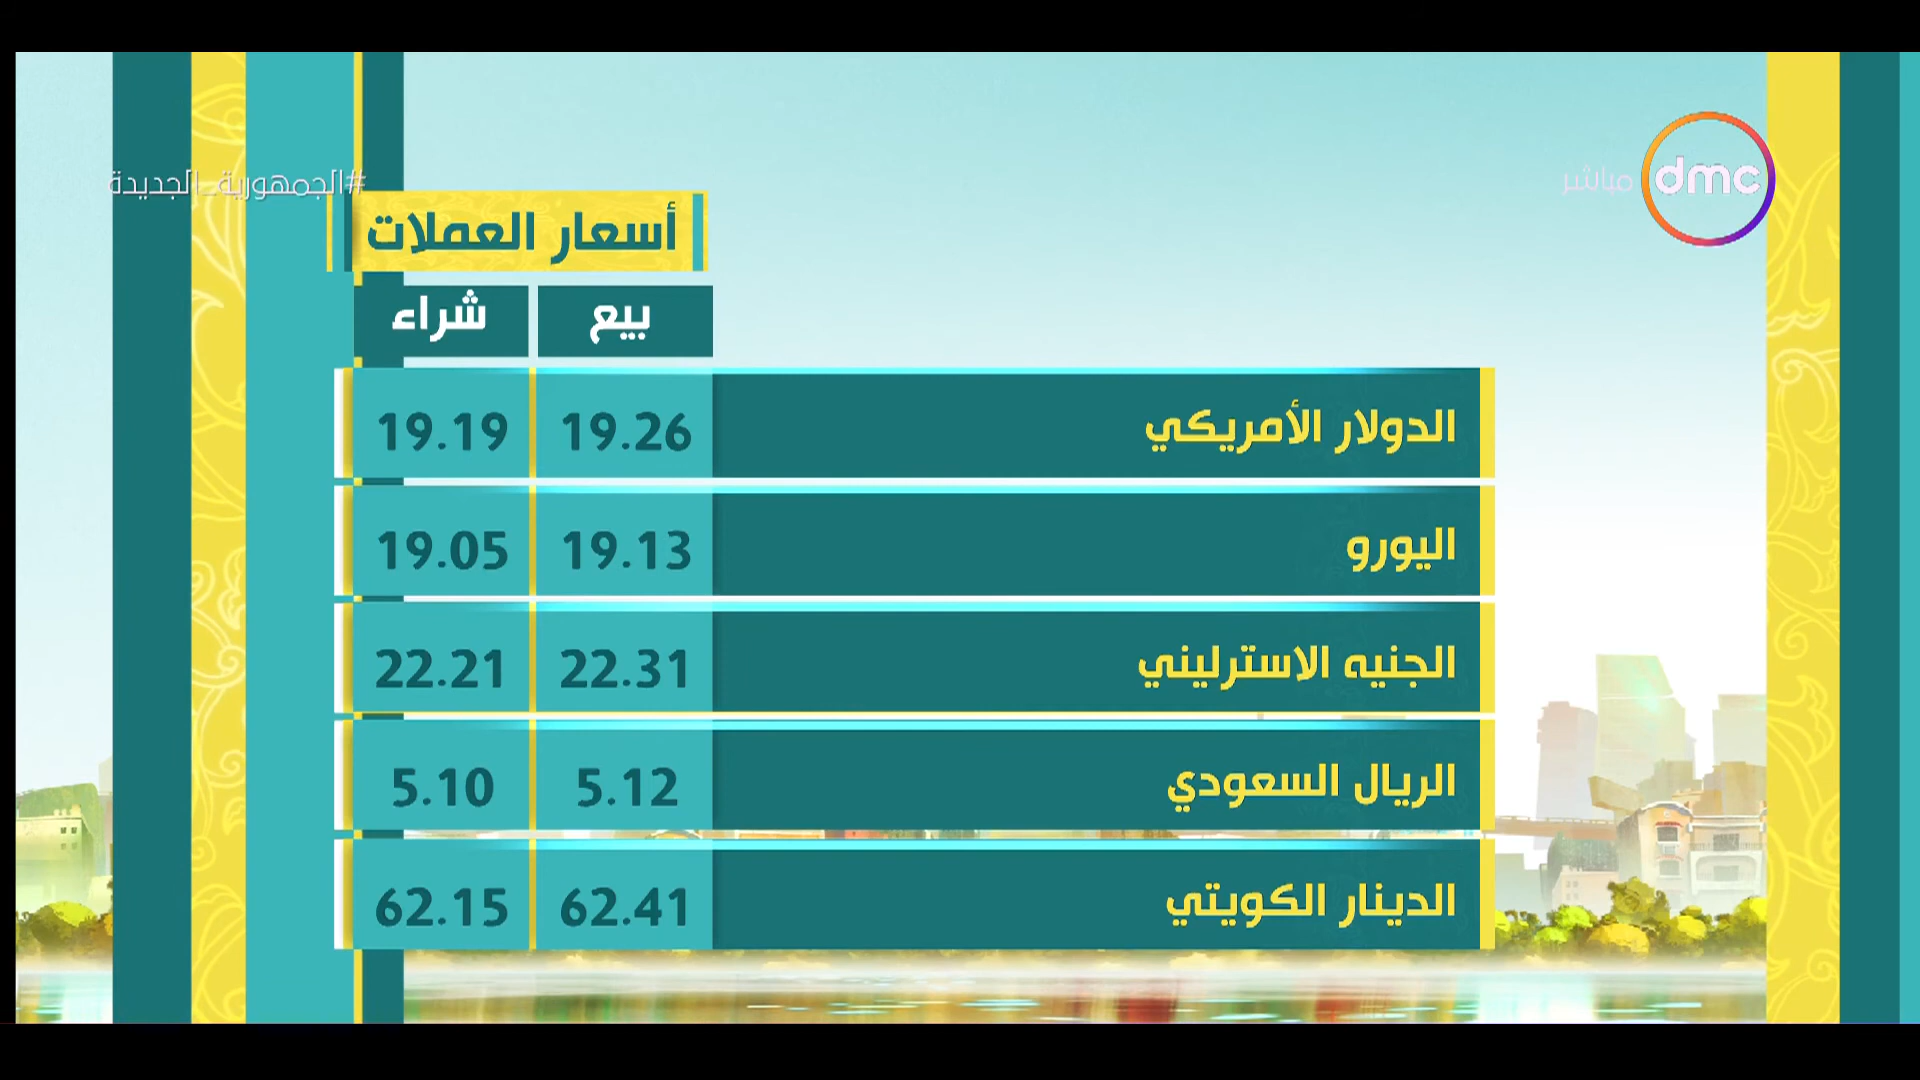 dmc مباشر
#الجمهورية_الجديدة
أسعار العملات
بيع شراء
الدولار الأمريكي 19.26 19.19
اليورو 19.13 19.05
الجنيه الاسترليني 22.31 22.21
الريال السعودي 5.12 5.10
الدينار الكويتي 62.41 62.15